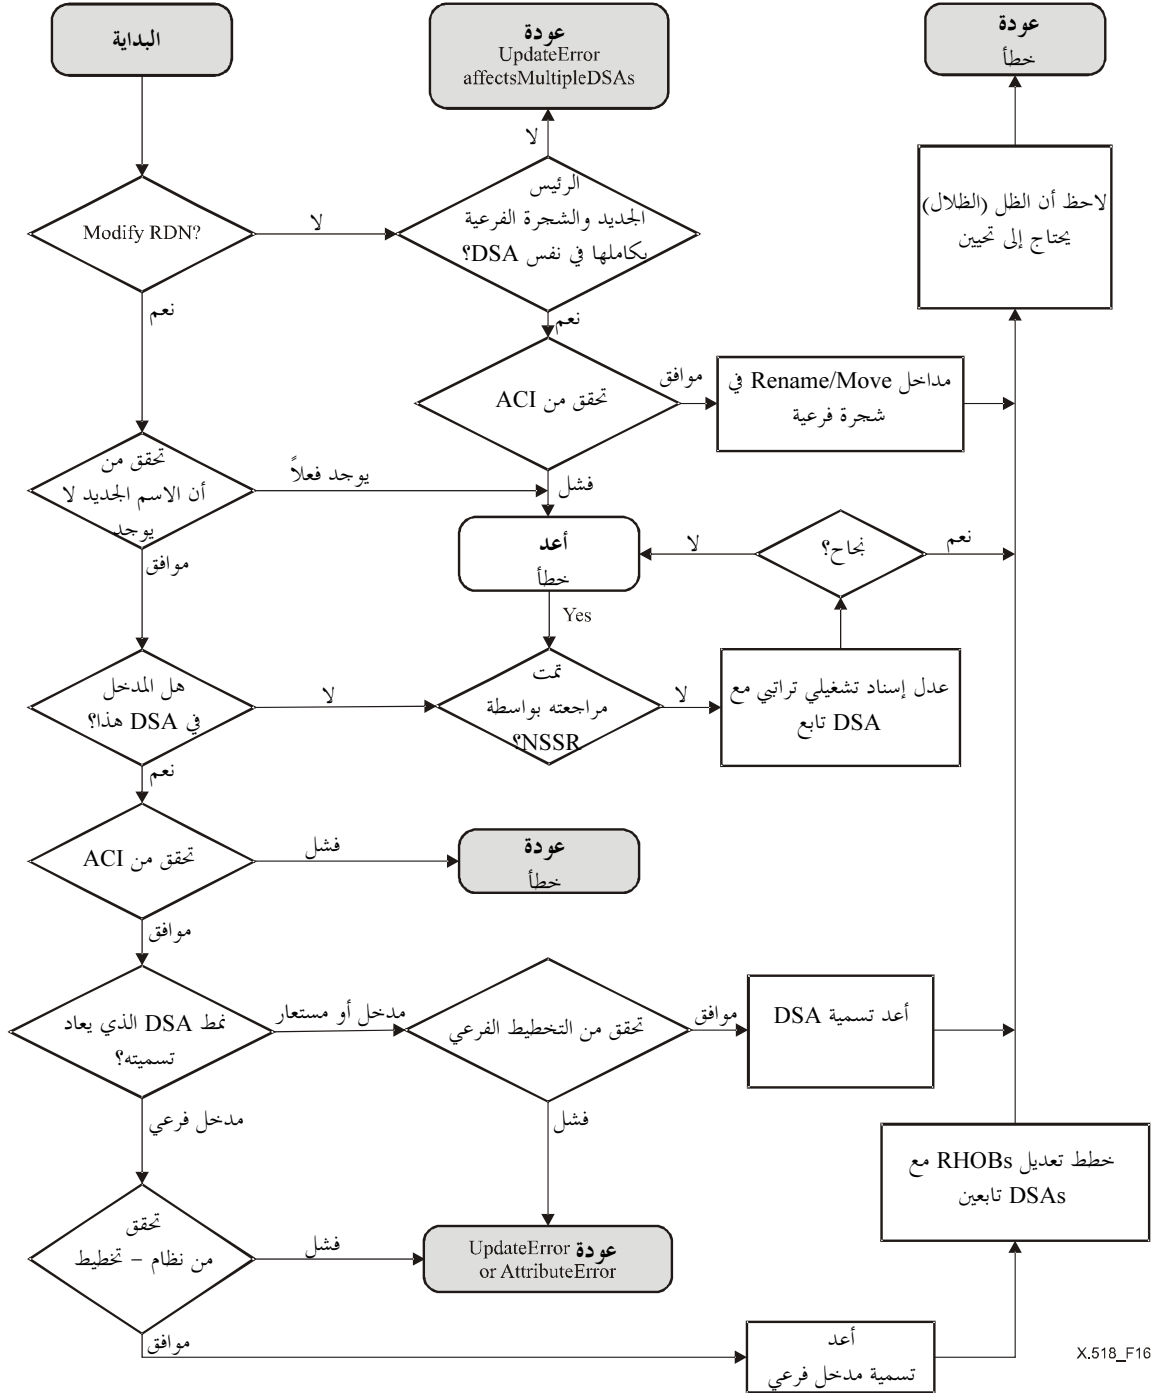 البداية
عودة
UpdateError
affectsMultipleDSAs
عودة
خطأ
لا
الرئيس
الجديد والشجرة الفرعية
بكاملها في نفس DSA؟
لاحظ أن الظل (الظلال)
يحتاج إلى تحيين
Modify RDN?
لا
نعم
نعم
تحقق من ACI
موافق
مداخل Rename/Move في
شجرة فرعية
تحقق من
أن الاسم الجديد لا
يوجد
يوجد فعلاً
فشل
أعد
خطأ
لا
نجاح؟
نعم
موافق
Yes
هل المدخل
في DSA هذا؟
لا
تمت
مراجعته بواسطة
NSSR؟
لا
عدل إسناد تشغيلي تراتبي مع
DSA تابع
نعم
تحقق من ACI
فشل
عودة
خطأ
موافق
نمط DSA الذي يعاد
تسميته؟
مدخل أو مستعار
تحقق من التخطيط الفرعي
موافق
أعد تسمية DSA
مدخل فرعي
فشل
خطط تعديل RHOBs مع
DSAs تابعين
تحقق
من نظام – تخطيط
فشل
عودة UpdateError
or AttributeError
موافق
أعد
تسمية مدخل فرعي
X.518_F16